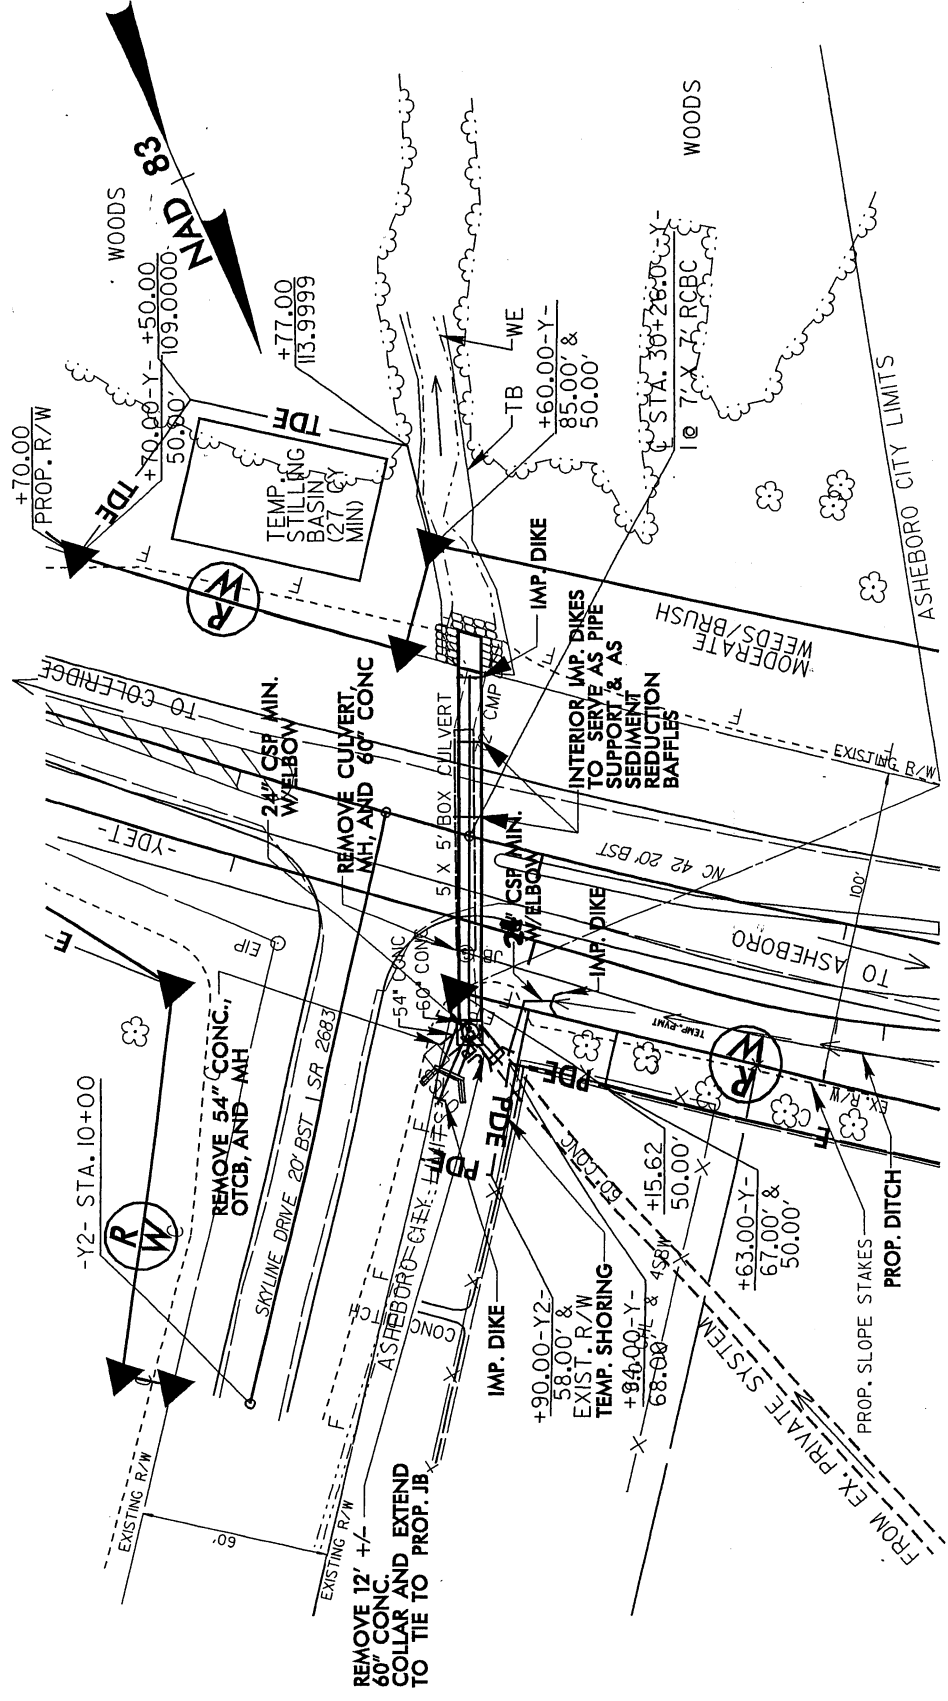 NAD 83
WOODS
WOODS
+70.00
PROP. R/W
+70.00-Y-
50.00'
+50.00
109.0000
+77.00
113.9999
TDE
TDE
TEMP.
STILLING
BASIN
(27 CY
MIN)
R
W
WE
TB
+60.00-Y-
85.00' &
50.00'
STA. 30+26.0 -Y-
1@ 7' X 7' RCBC
IMP. DIKE
ASHEBORO CITY LIMITS
MODERATE
WEEDS/BRUSH
TO COLERIDGE
24" CSP MIN.
W/ELBOW
REMOVE CULVERT,
MH, AND 60" CONC
5 X 5 BOX CULVERT
CMP
INTERIOR IMP. DIKES
TO SERVE AS PIPE
SUPPORT & AS
SEDIMENT
REDUCTION
BAFFLES
EXISTING R/W
F
F
F
F
-YDET-
E
EIP
NC 42 20' BST
100'
24" CSP MIN.
W/ELBOW
IMP. DIKE
TO ASHEBORO
54" CONC
60" CONC
JB
-Y2- STA. 10+00
R
W
REMOVE 54" CONC.,
OTCB, AND MH
SKYLINE DRIVE 20' BST 1 SR 2683
TEMP. PVMT
R
W
EX. R/W
E
PDE
PDE
PDE
60" CONC
+15.62
50.00'
+63.00-Y-
67.00' &
50.00'
PROP. DITCH
PROP. SLOPE STAKES
ASHEBORO CITY LIMITS
CONC DITCH
F
F
F
IMP. DIKE
+90.00-Y2-
58.00' &
EXIST. R/W
TEMP. SHORING
68.00'
4SBW
FROM EX. PRIVATE SYSTEM
EXISTING R/W
60'
EXISTING R/W
REMOVE 12' +/-
60" CONC.
COLLAR AND EXTEND
TO TIE TO PROP. JB